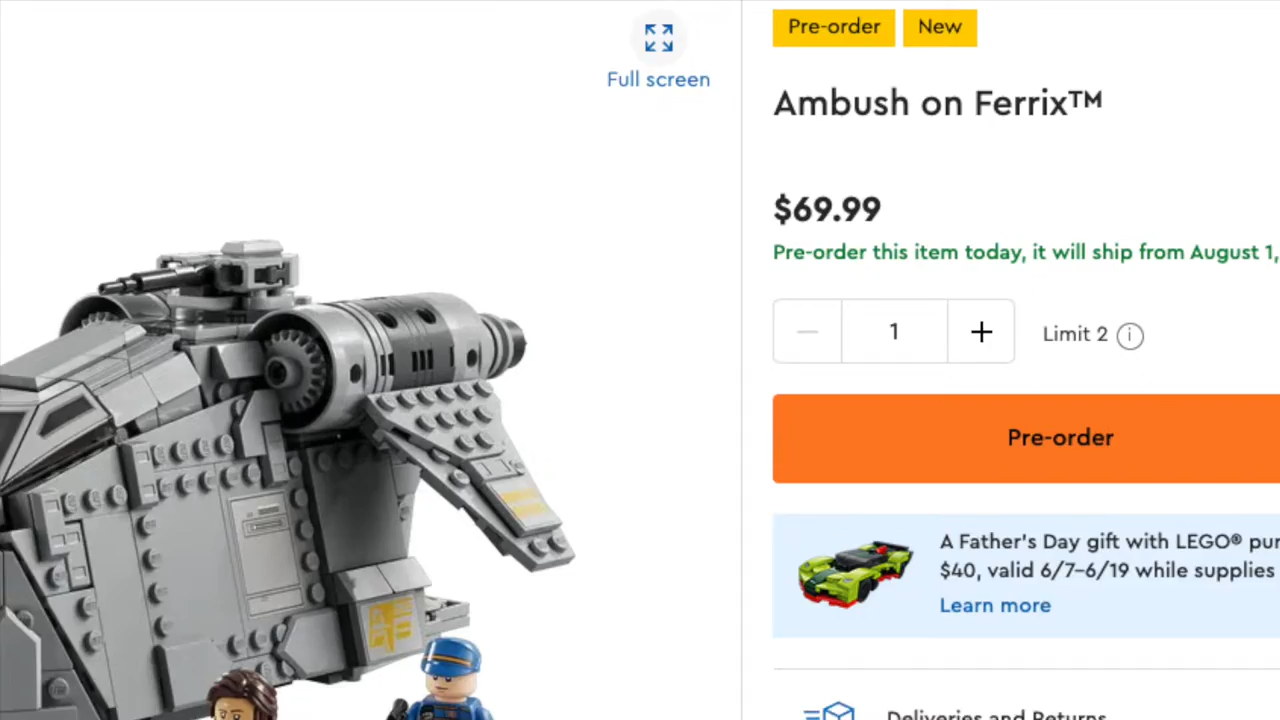 Pre-order New
Full screen
Ambush on Ferrix™
$69.99
Pre-order this item today, it will ship from August 1,
1
Limit 2
Pre-order
A Father's Day gift with LEGO® pur
$40, valid 6/7–6/19 while supplies
Learn more
Deliveries and Returns